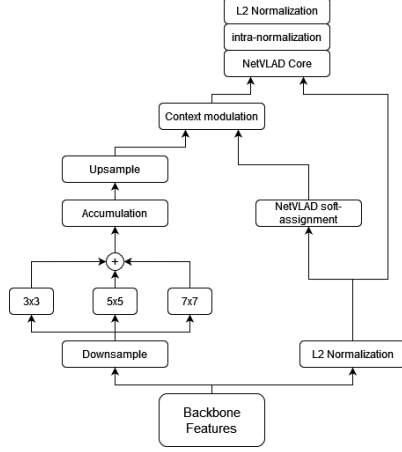 L2 Normalization
intra-normalization
NetVLAD Core
Context modulation
Upsample
Accumulation
NetVLAD soft-
assignment
+
3x3
5x5
7x7
Downsample
L2 Normalization
Backbone
Features